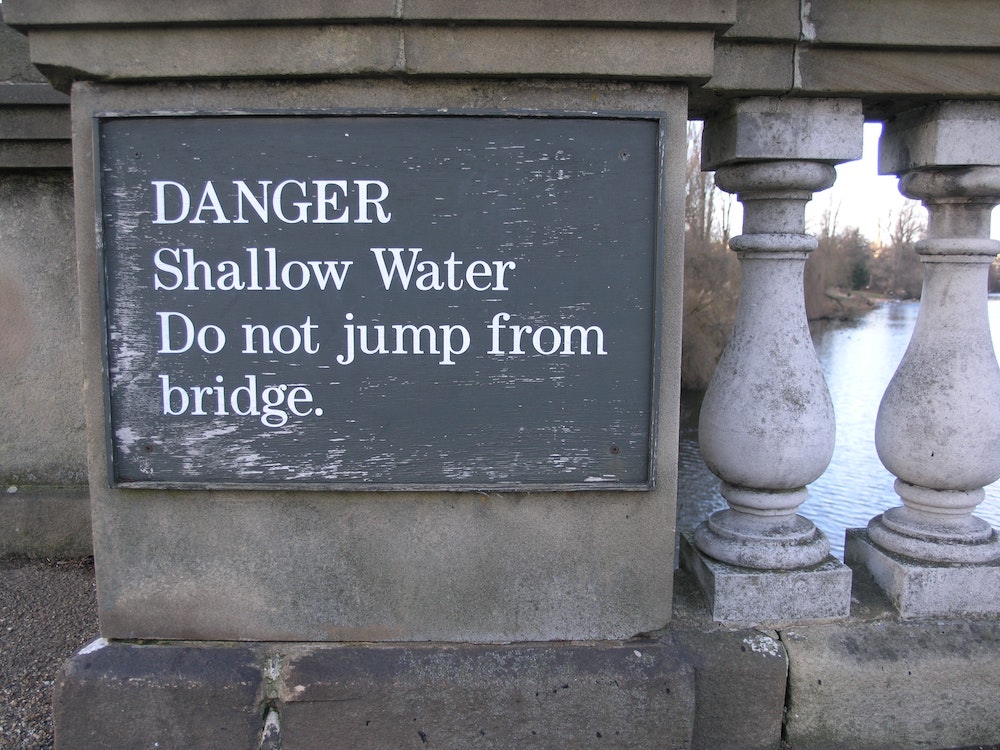 DANGER
Shallow Water
Do not jump from
bridge.